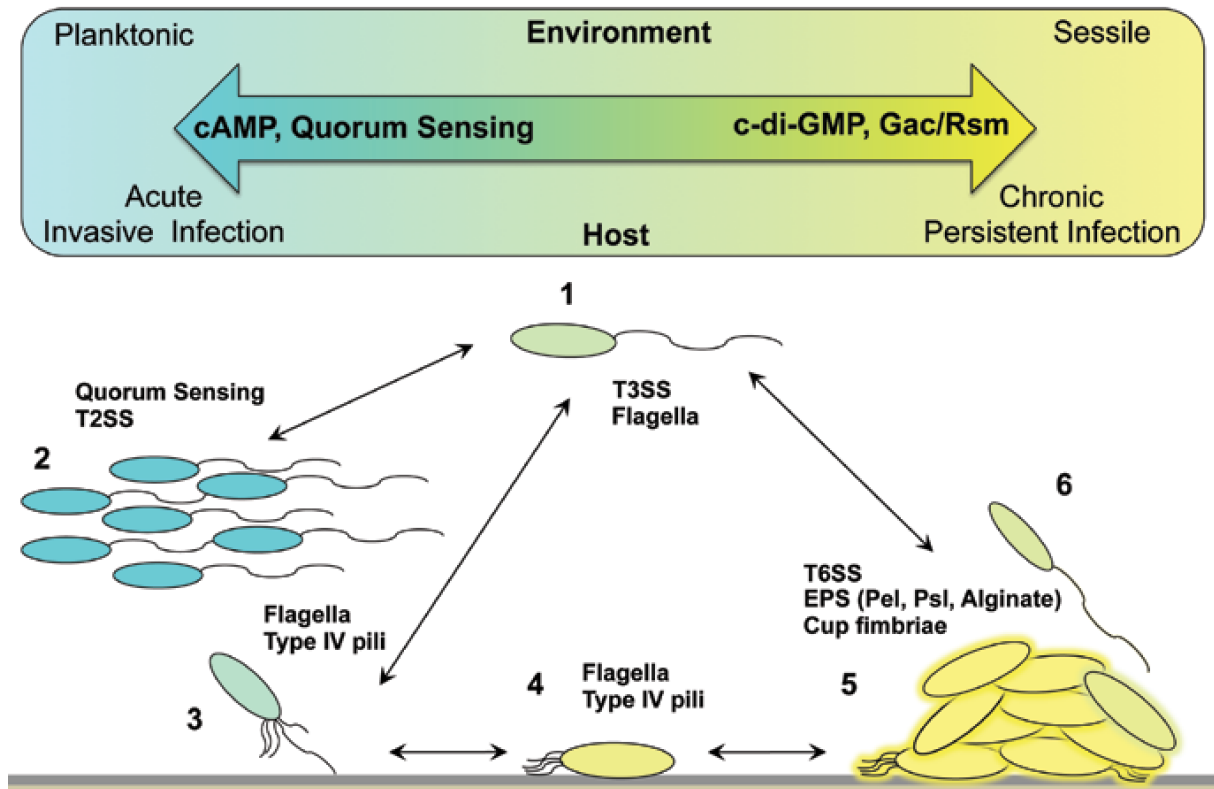 Planktonic
Environment
Sessile
cAMP, Quorum Sensing
c-di-GMP, Gac/Rsm
Acute
Invasive Infection
Host
Chronic
Persistent Infection
1
T3SS
Flagella
Quorum Sensing
T2SS
2
6
T6SS
EPS (Pel, Psl, Alginate)
Cup fimbriae
Flagella
Type IV pili
3
4
Flagella
Type IV pili
5